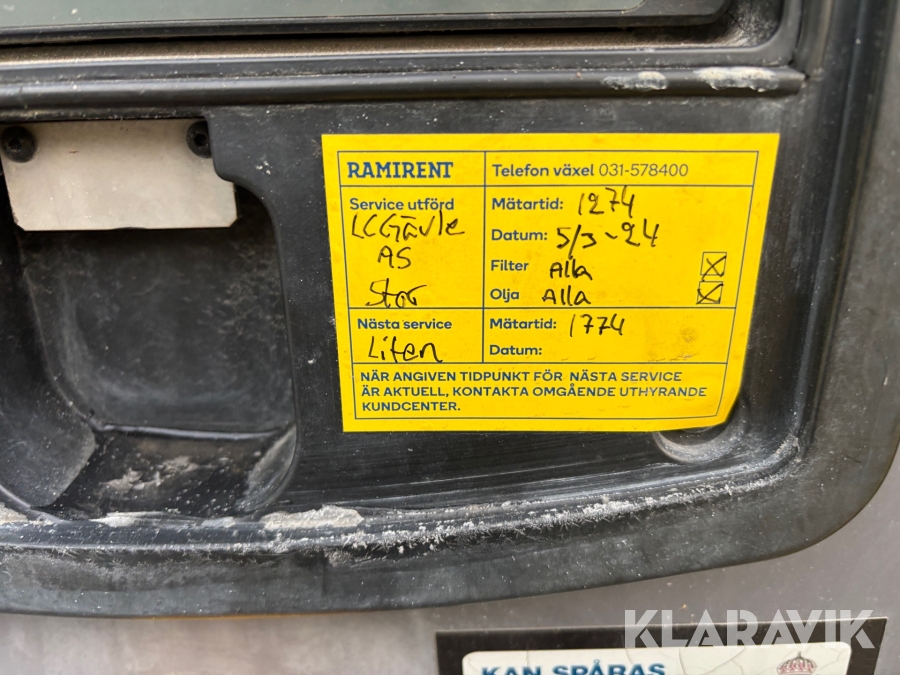 RAMIRENT
Telefon växel 031-578400
Service utförd
LCGävle
AS
Stor
Mätartid: 1274
Datum: 5/3-24
Filter Alla
Olja Alla
Nästa service
Liten
Mätartid: 1774
Datum:
NÄR ANGIVEN TIDPUNKT FÖR NÄSTA SERVICE
ÄR AKTUELL, KONTAKTA OMGÅENDE UTHYRANDE
KUNDCENTER.
KLARAVIK
KAN SPÅRAS